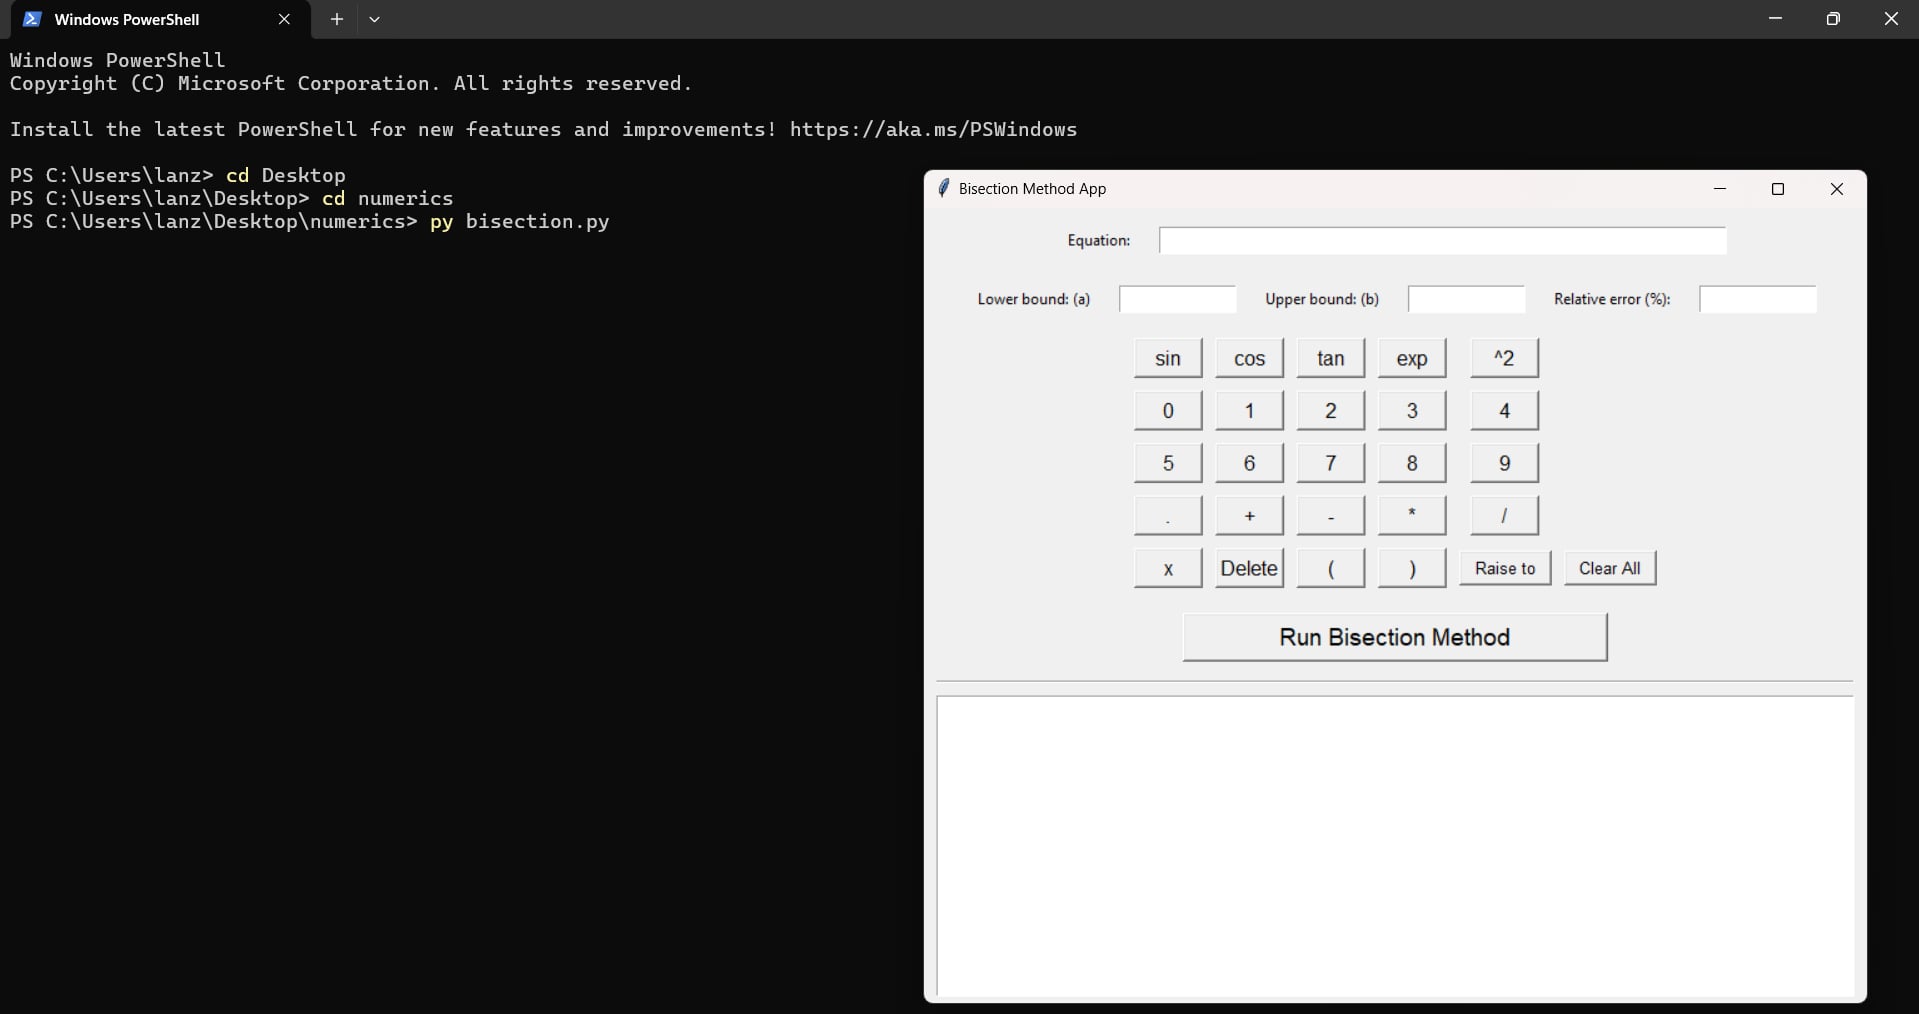 Windows PowerShell
Windows PowerShell
Copyright (C) Microsoft Corporation. All rights reserved.
Install the latest PowerShell for new features and improvements! https://aka.ms/PSWindows
PS C:\Users\lanz> cd Desktop
PS C:\Users\lanz\Desktop> cd numerics
PS C:\Users\lanz\Desktop\numerics> py bisection.py
Bisection Method App
Equation:
Lower bound: (a) Upper bound: (b) Relative error (%):
sin cos tan exp ^2
0 1 2 3 4
5 6 7 8 9
. + - * /
x Delete ( ) Raise to Clear All
Run Bisection Method